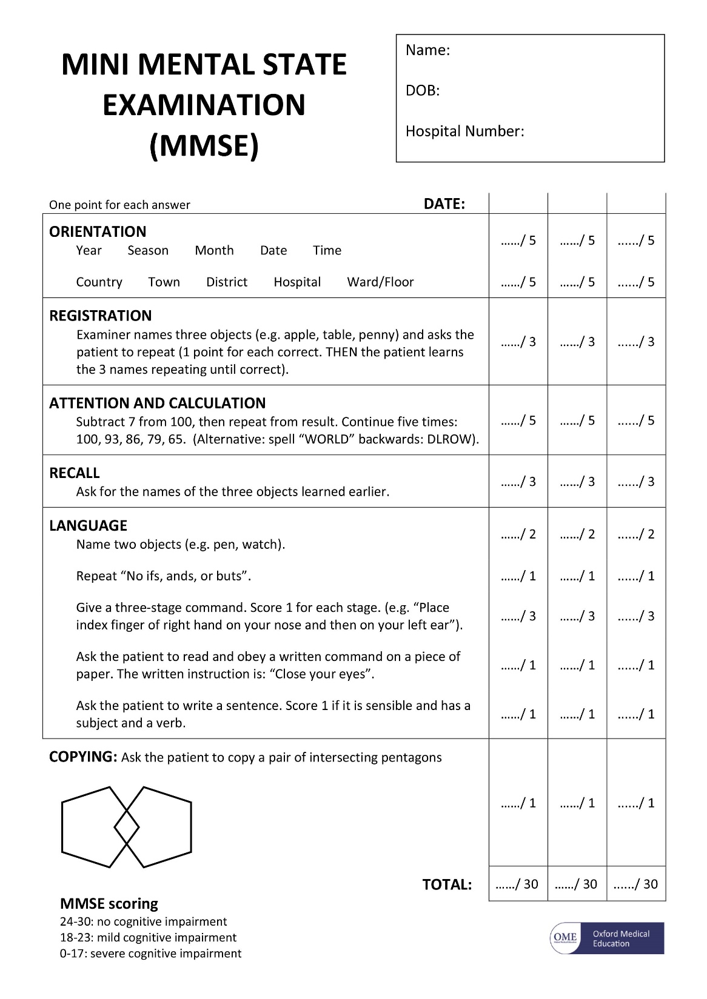 MINI MENTAL STATE
EXAMINATION
(MMSE)
Name:
DOB:
Hospital Number:
One point for each answer DATE:
ORIENTATION
Year Season Month Date Time ……/ 5 ……/ 5 ……/ 5
Country Town District Hospital Ward/Floor ……/ 5 ……/ 5 ……/ 5
REGISTRATION
Examiner names three objects (e.g. apple, table, penny) and asks the
patient to repeat (1 point for each correct. THEN the patient learns ……/ 3 ……/ 3 ……/ 3
the 3 names repeating until correct).
ATTENTION AND CALCULATION
Subtract 7 from 100, then repeat from result. Continue five times: ……/ 5 ……/ 5 ……/ 5
100, 93, 86, 79, 65. (Alternative: spell “WORLD” backwards: DLROW).
RECALL
Ask for the names of the three objects learned earlier. ……/ 3 ……/ 3 ……/ 3
LANGUAGE
Name two objects (e.g. pen, watch). ……/ 2 ……/ 2 ……/ 2
Repeat “No ifs, ands, or buts”. ……/ 1 ……/ 1 ……/ 1
Give a three-stage command. Score 1 for each stage. (e.g. “Place
index finger of right hand on your nose and then on your left ear”). ……/ 3 ……/ 3 ……/ 3
Ask the patient to read and obey a written command on a piece of
paper. The written instruction is: “Close your eyes”. ……/ 1 ……/ 1 ……/ 1
Ask the patient to write a sentence. Score 1 if it is sensible and has a
subject and a verb. ……/ 1 ……/ 1 ……/ 1
COPYING: Ask the patient to copy a pair of intersecting pentagons
……/ 1 ……/ 1 ……/ 1
TOTAL: ……/ 30 ……/ 30 ……/ 30
MMSE scoring
24-30: no cognitive impairment
18-23: mild cognitive impairment
0-17: severe cognitive impairment
OME
Oxford Medical Education
Oxford Medical
Education